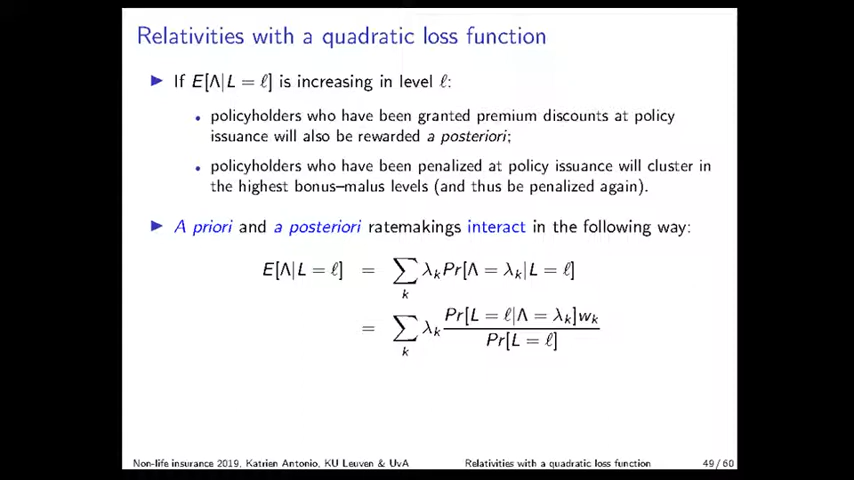 Relativities with a quadratic loss function
▶ If E[Λ|L = ℓ] is increasing in level ℓ:
• policyholders who have been granted premium discounts at policy
issuance will also be rewarded a posteriori;
• policyholders who have been penalized at policy issuance will cluster in
the highest bonus–malus levels (and thus be penalized again).
▶ A priori and a posteriori ratemakings interact in the following way:
E[Λ|L = ℓ] = ∑_k λ_k Pr[Λ = λ_k|L = ℓ]
= ∑_k λ_k \frac{Pr[L = ℓ|Λ = λ_k]w_k}{Pr[L = ℓ]}
Non-life insurance 2019, Katrien Antonio, KU Leuven & UvA Relativities with a quadratic loss function 49 / 60